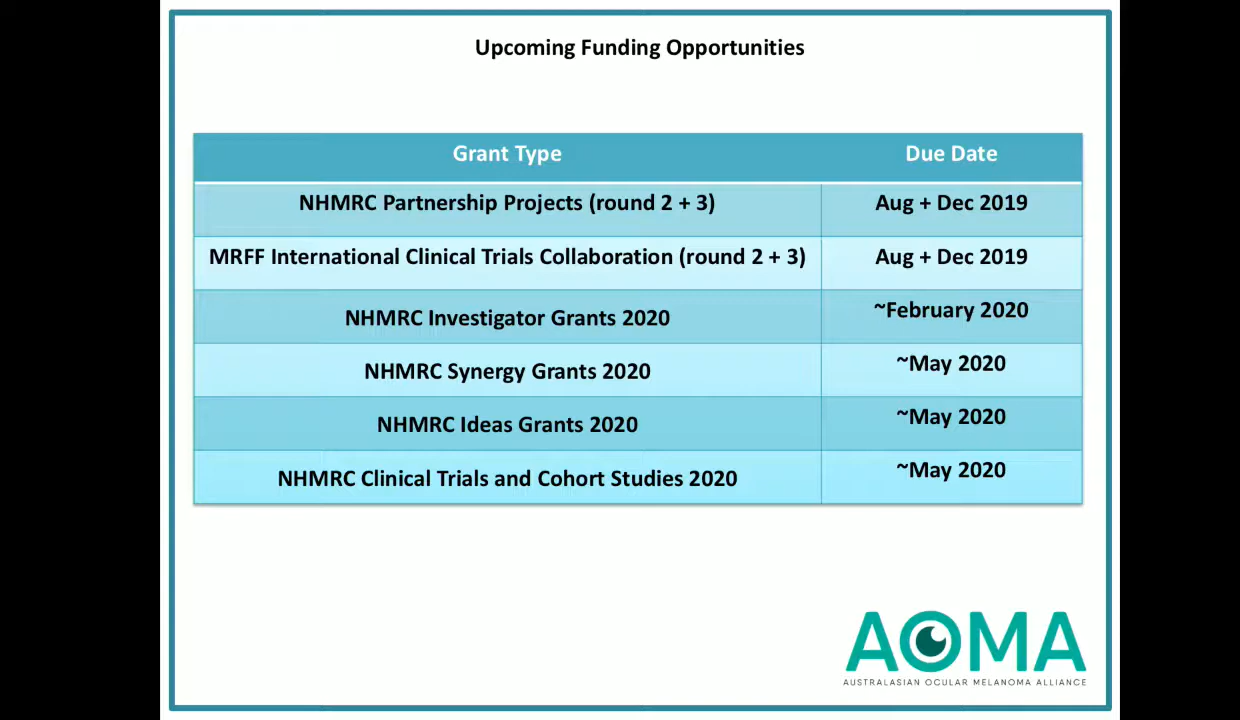 Upcoming Funding Opportunities
Grant Type Due Date
NHMRC Partnership Projects (round 2 + 3) Aug + Dec 2019
MRFF International Clinical Trials Collaboration (round 2 + 3) Aug + Dec 2019
NHMRC Investigator Grants 2020 ~February 2020
NHMRC Synergy Grants 2020 ~May 2020
NHMRC Ideas Grants 2020 ~May 2020
NHMRC Clinical Trials and Cohort Studies 2020 ~May 2020
AOMA
AUSTRALASIAN OCULAR MELANOMA ALLIANCE